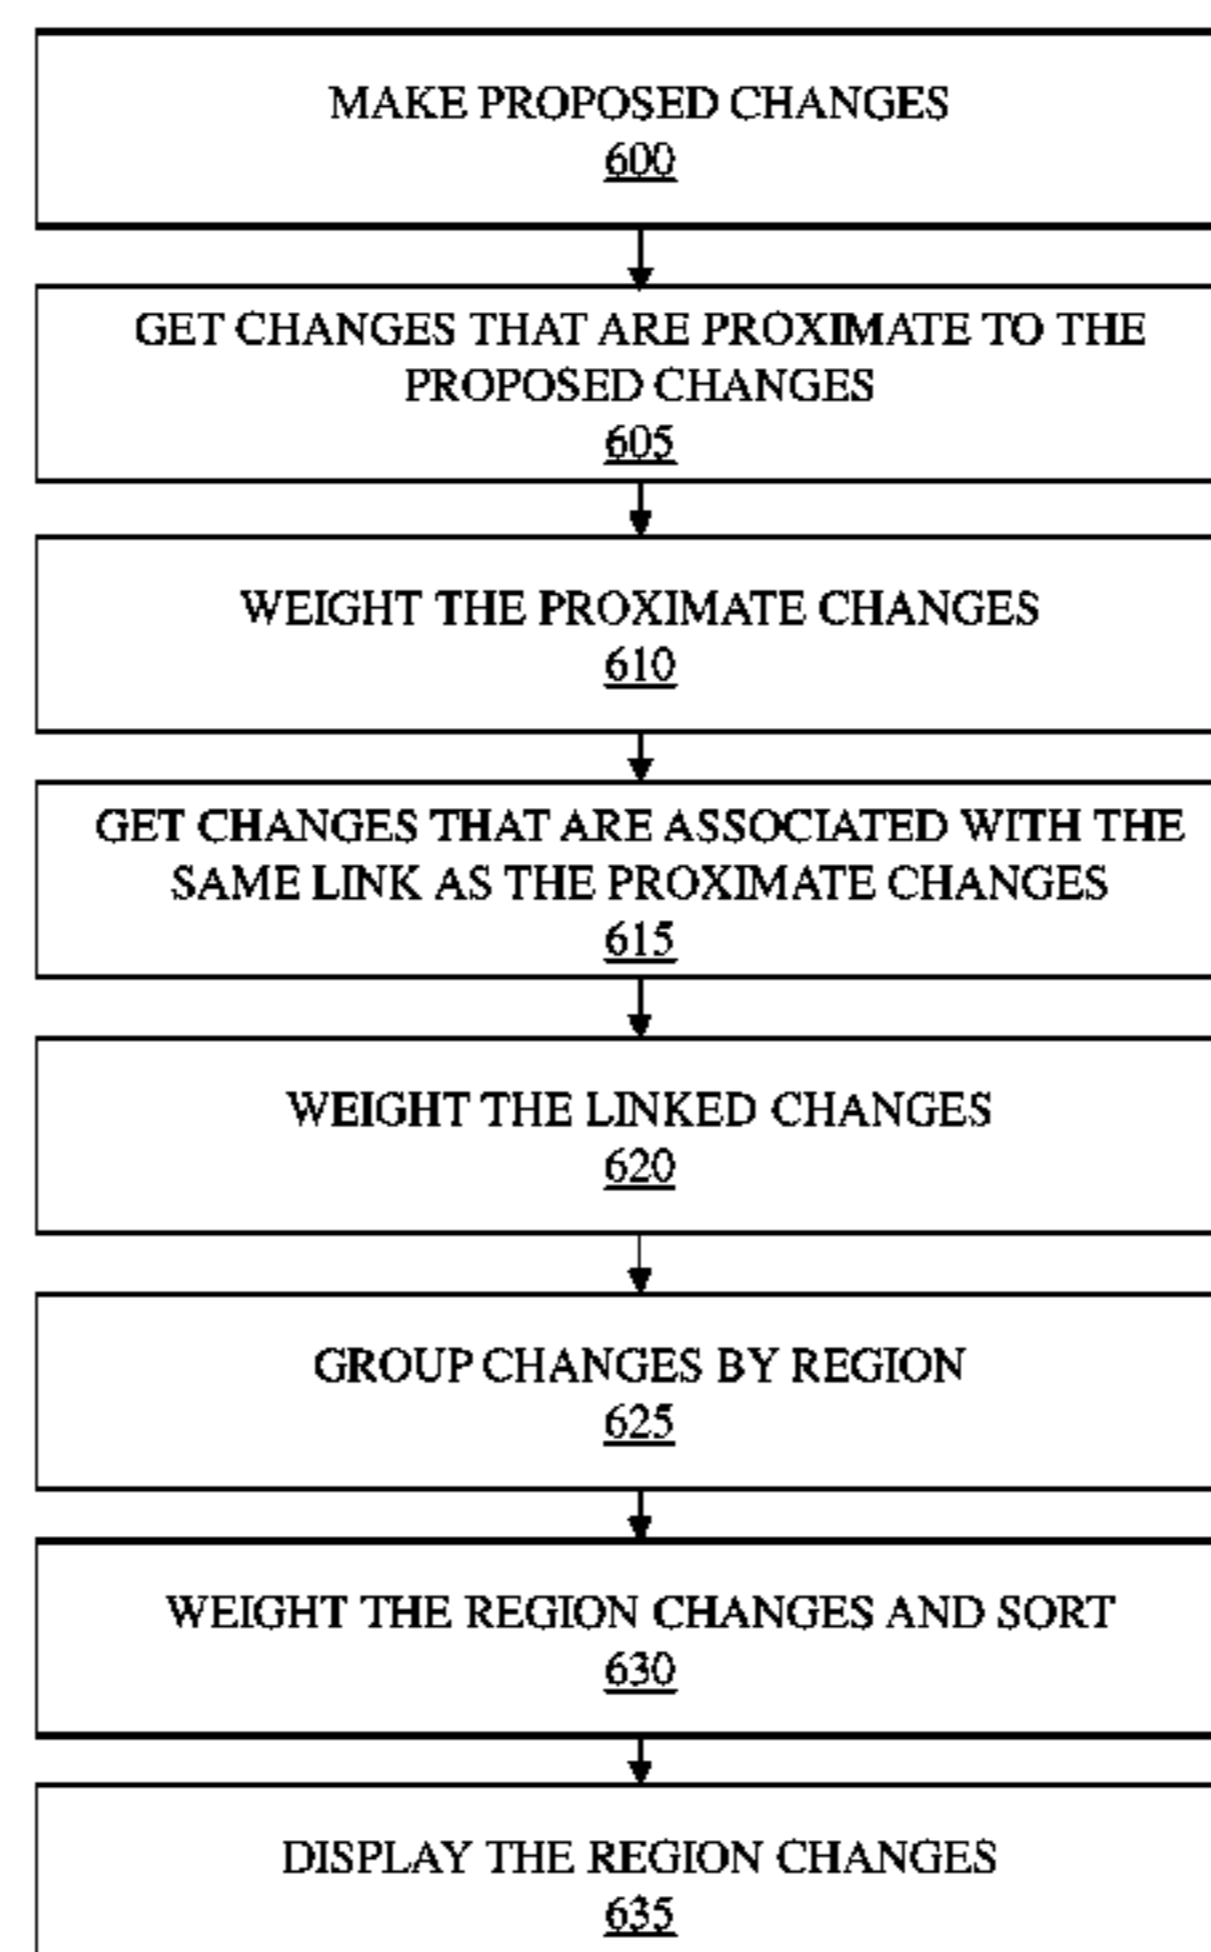 MAKE PROPOSED CHANGES
600
GET CHANGES THAT ARE PROXIMATE TO THE
PROPOSED CHANGES
605
WEIGHT THE PROXIMATE CHANGES
610
GET CHANGES THAT ARE ASSOCIATED WITH THE
SAME LINK AS THE PROXIMATE CHANGES
615
WEIGHT THE LINKED CHANGES
620
GROUP CHANGES BY REGION
625
WEIGHT THE REGION CHANGES AND SORT
630
DISPLAY THE REGION CHANGES
635